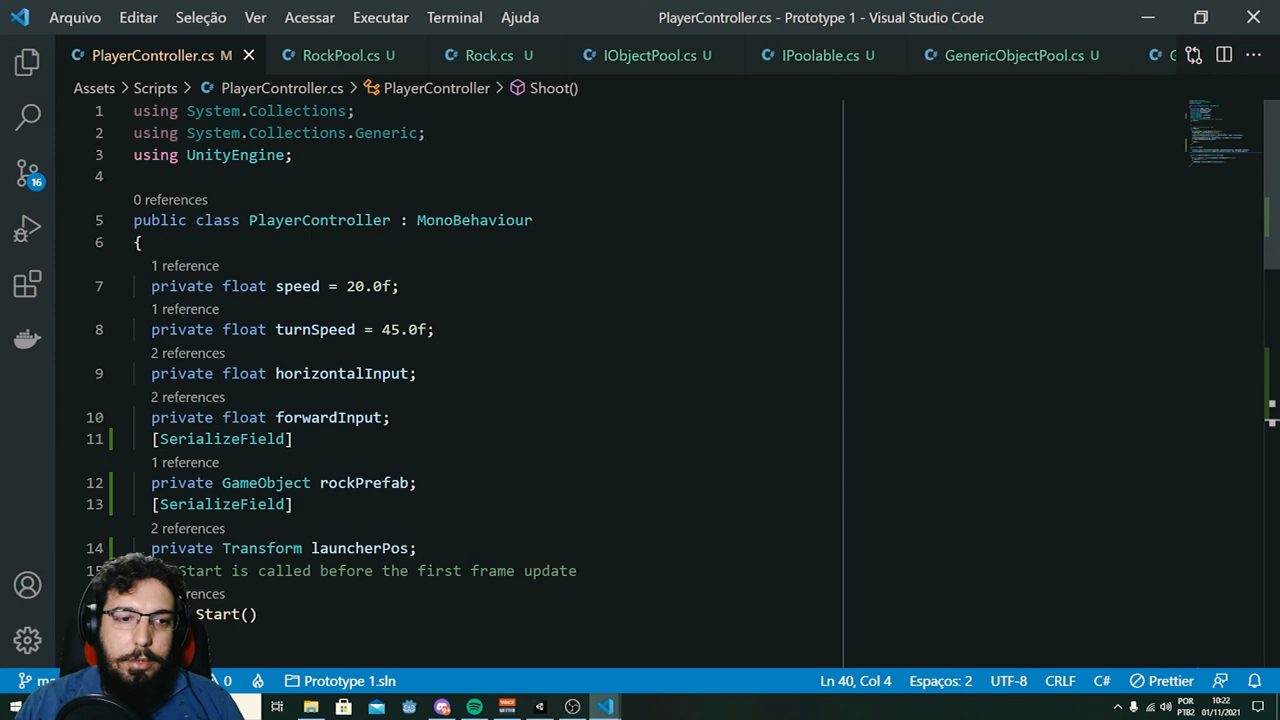 Arquivo Editar Seleção Ver Acessar Executar Terminal Ajuda PlayerController.cs - Prototype 1 - Visual Studio Code
PlayerController.cs M RockPool.cs U Rock.cs U IObjectPool.cs U IPoolable.cs U GenericObjectPool.cs U
Assets > Scripts > PlayerController.cs > PlayerController > Shoot()
1 using System.Collections;
2 using System.Collections.Generic;
3 using UnityEngine;
4
0 references
5 public class PlayerController : MonoBehaviour
6 {
1 reference
7 private float speed = 20.0f;
1 reference
8 private float turnSpeed = 45.0f;
2 references
9 private float horizontalInput;
2 references
10 private float forwardInput;
11 [SerializeField]
1 reference
12 private GameObject rockPrefab;
13 [SerializeField]
2 references
14 private Transform launcherPos;
Start is called before the first frame update
Start()
16
0 Prototype 1.sln Ln 40, Col 4 Espaços: 2 UTF-8 CRLF C# Prettier
POR 10:22
PTB2 01/11/2021